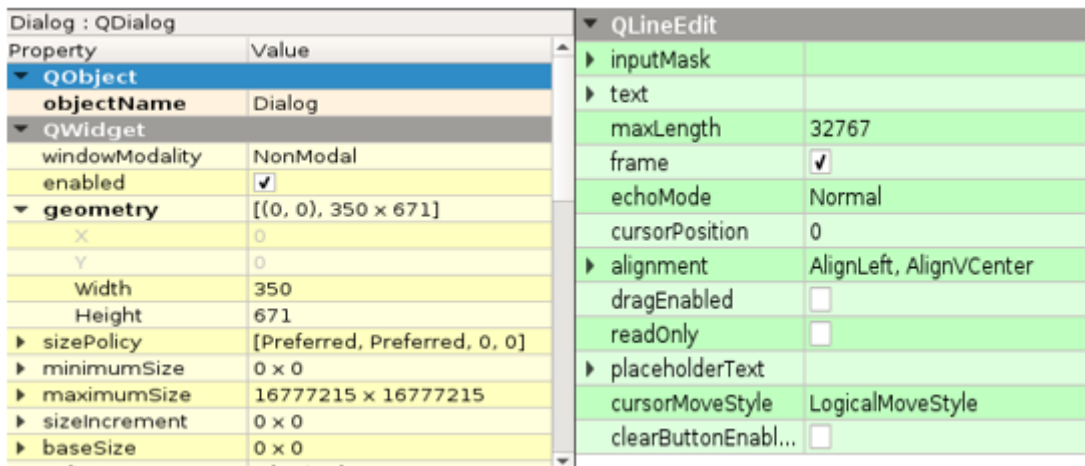 Dialog : QDialog
Property Value
QObject
objectName Dialog
QWidget
windowModality NonModal
enabled
geometry [(0, 0), 350 x 671]
X 0
Y 0
Width 350
Height 671
sizePolicy [Preferred, Preferred, 0, 0]
minimumSize 0 x 0
maximumSize 16777215 x 16777215
sizeIncrement 0 x 0
baseSize 0 x 0
QLineEdit
inputMask
text
maxLength 32767
frame
echoMode Normal
cursorPosition 0
alignment AlignLeft, AlignVCenter
dragEnabled
readOnly
placeholderText
cursorMoveStyle LogicalMoveStyle
clearButtonEnabl...